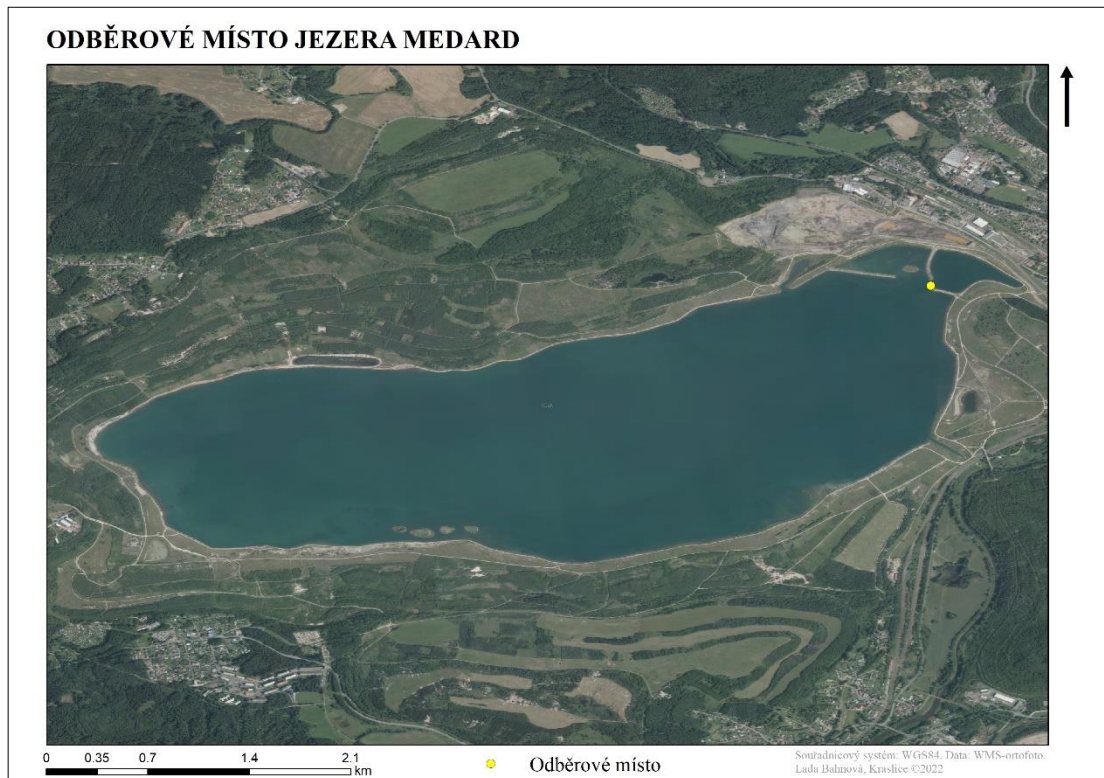 ODBĚROVÉ MÍSTO JEZERA MEDARD
0 0.35 0.7 1.4 2.1
km
Odběrové místo
Souřadnicový systém: WGS84. Data: WMS-ortofoto.
Lada Bahnová, Kraslice ©2022